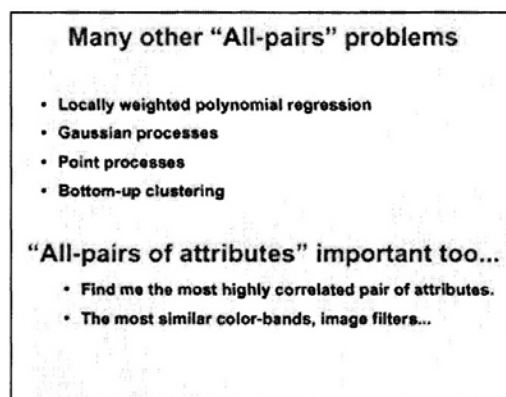 Many other “All-pairs” problems
• Locally weighted polynomial regression
• Gaussian processes
• Point processes
• Bottom-up clustering
“All-pairs of attributes” important too...
• Find me the most highly correlated pair of attributes.
• The most similar color-bands, image filters...